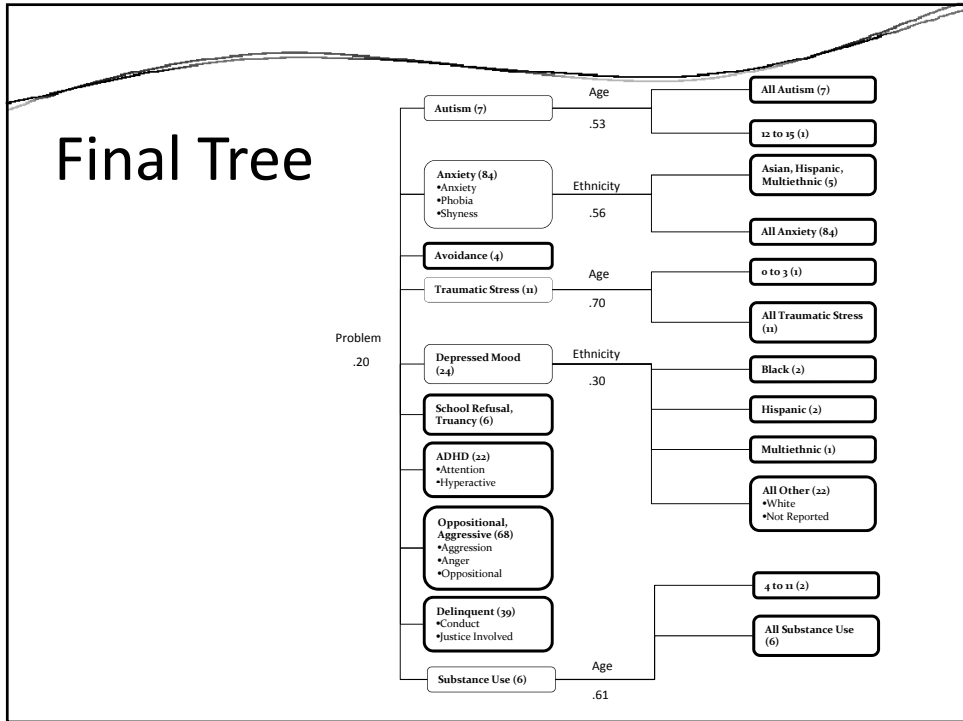 Final Tree
Problem
.20
Autism (7)
Age
.53
All Autism (7)
12 to 15 (1)
Anxiety (84)
•Anxiety
•Phobia
•Shyness
Ethnicity
.56
Asian, Hispanic,
Multiethnic (5)
All Anxiety (84)
Avoidance (4)
Traumatic Stress (11)
Age
.70
0 to 3 (1)
All Traumatic Stress
(11)
Depressed Mood
(24)
Ethnicity
.30
Black (2)
Hispanic (2)
Multiethnic (1)
All Other (22)
•White
•Not Reported
School Refusal,
Truancy (6)
ADHD (22)
•Attention
•Hyperactive
Oppositional,
Aggressive (68)
•Aggression
•Anger
•Oppositional
Delinquent (39)
•Conduct
•Justice Involved
Substance Use (6)
Age
.61
4 to 11 (2)
All Substance Use
(6)